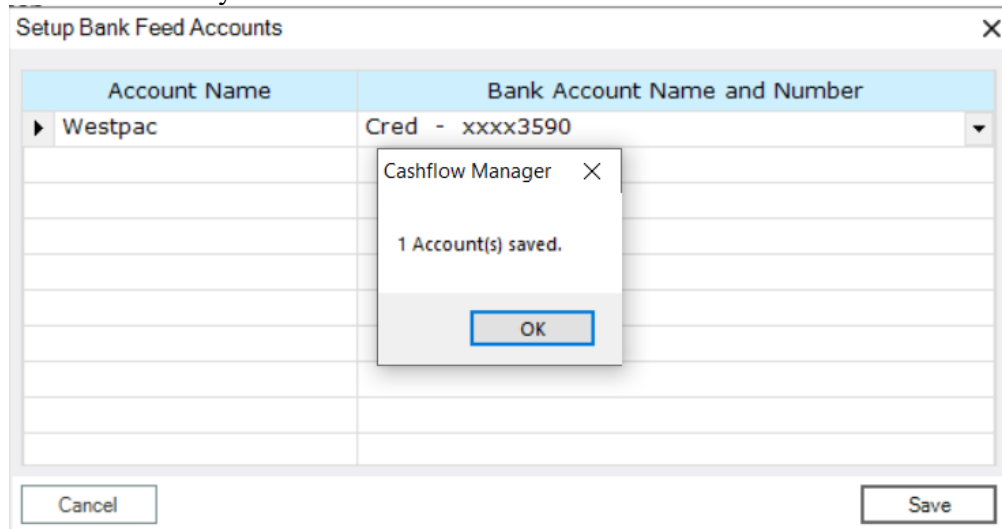 Setup Bank Feed Accounts
Account Name Bank Account Name and Number
Westpac Cred - xxxx3590
Cashflow Manager
1 Account(s) saved.
OK
Cancel Save